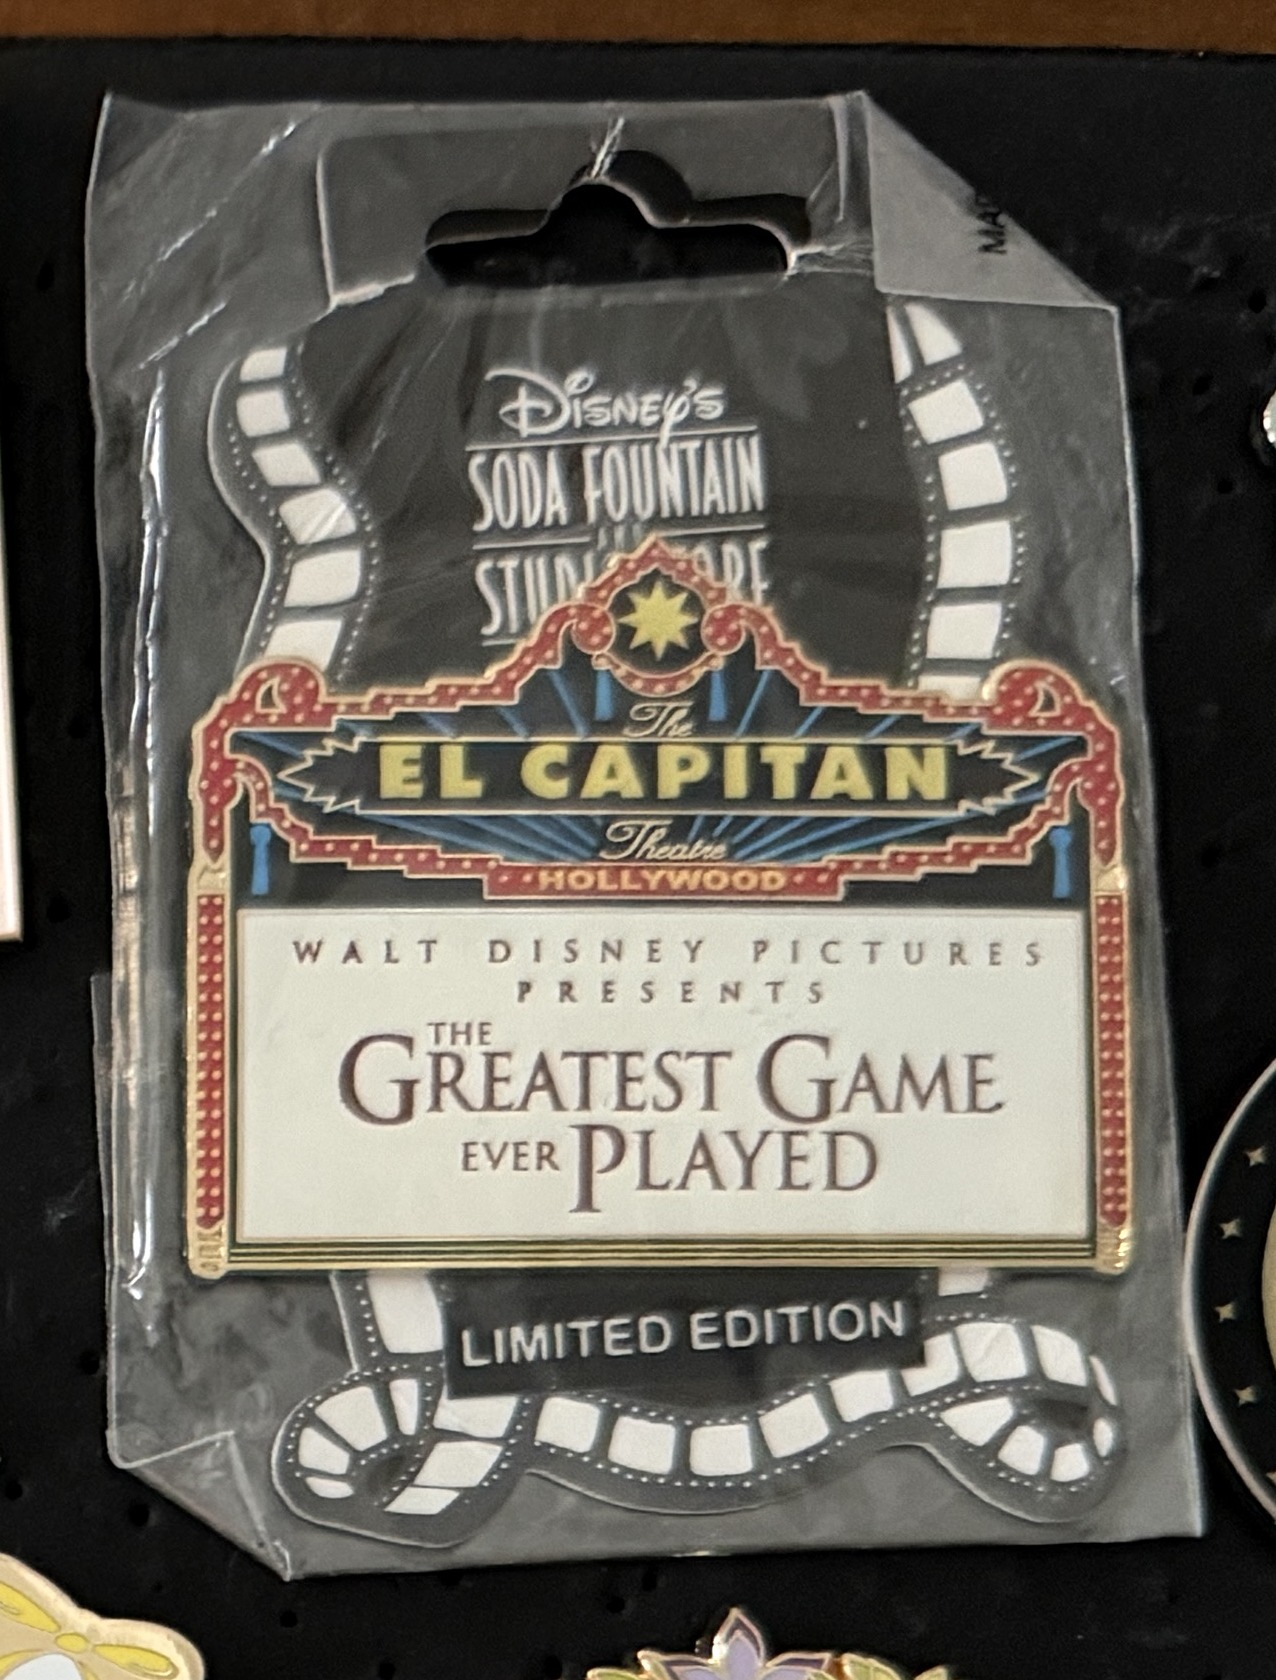 MAD
DISNEY'S
SODA FOUNTAIN
The
EL CAPITAN
Theatre
HOLLYWOOD
WALT DISNEY PICTURES
PRESENTS
THE
GREATEST GAME
EVER PLAYED
LIMITED EDITION